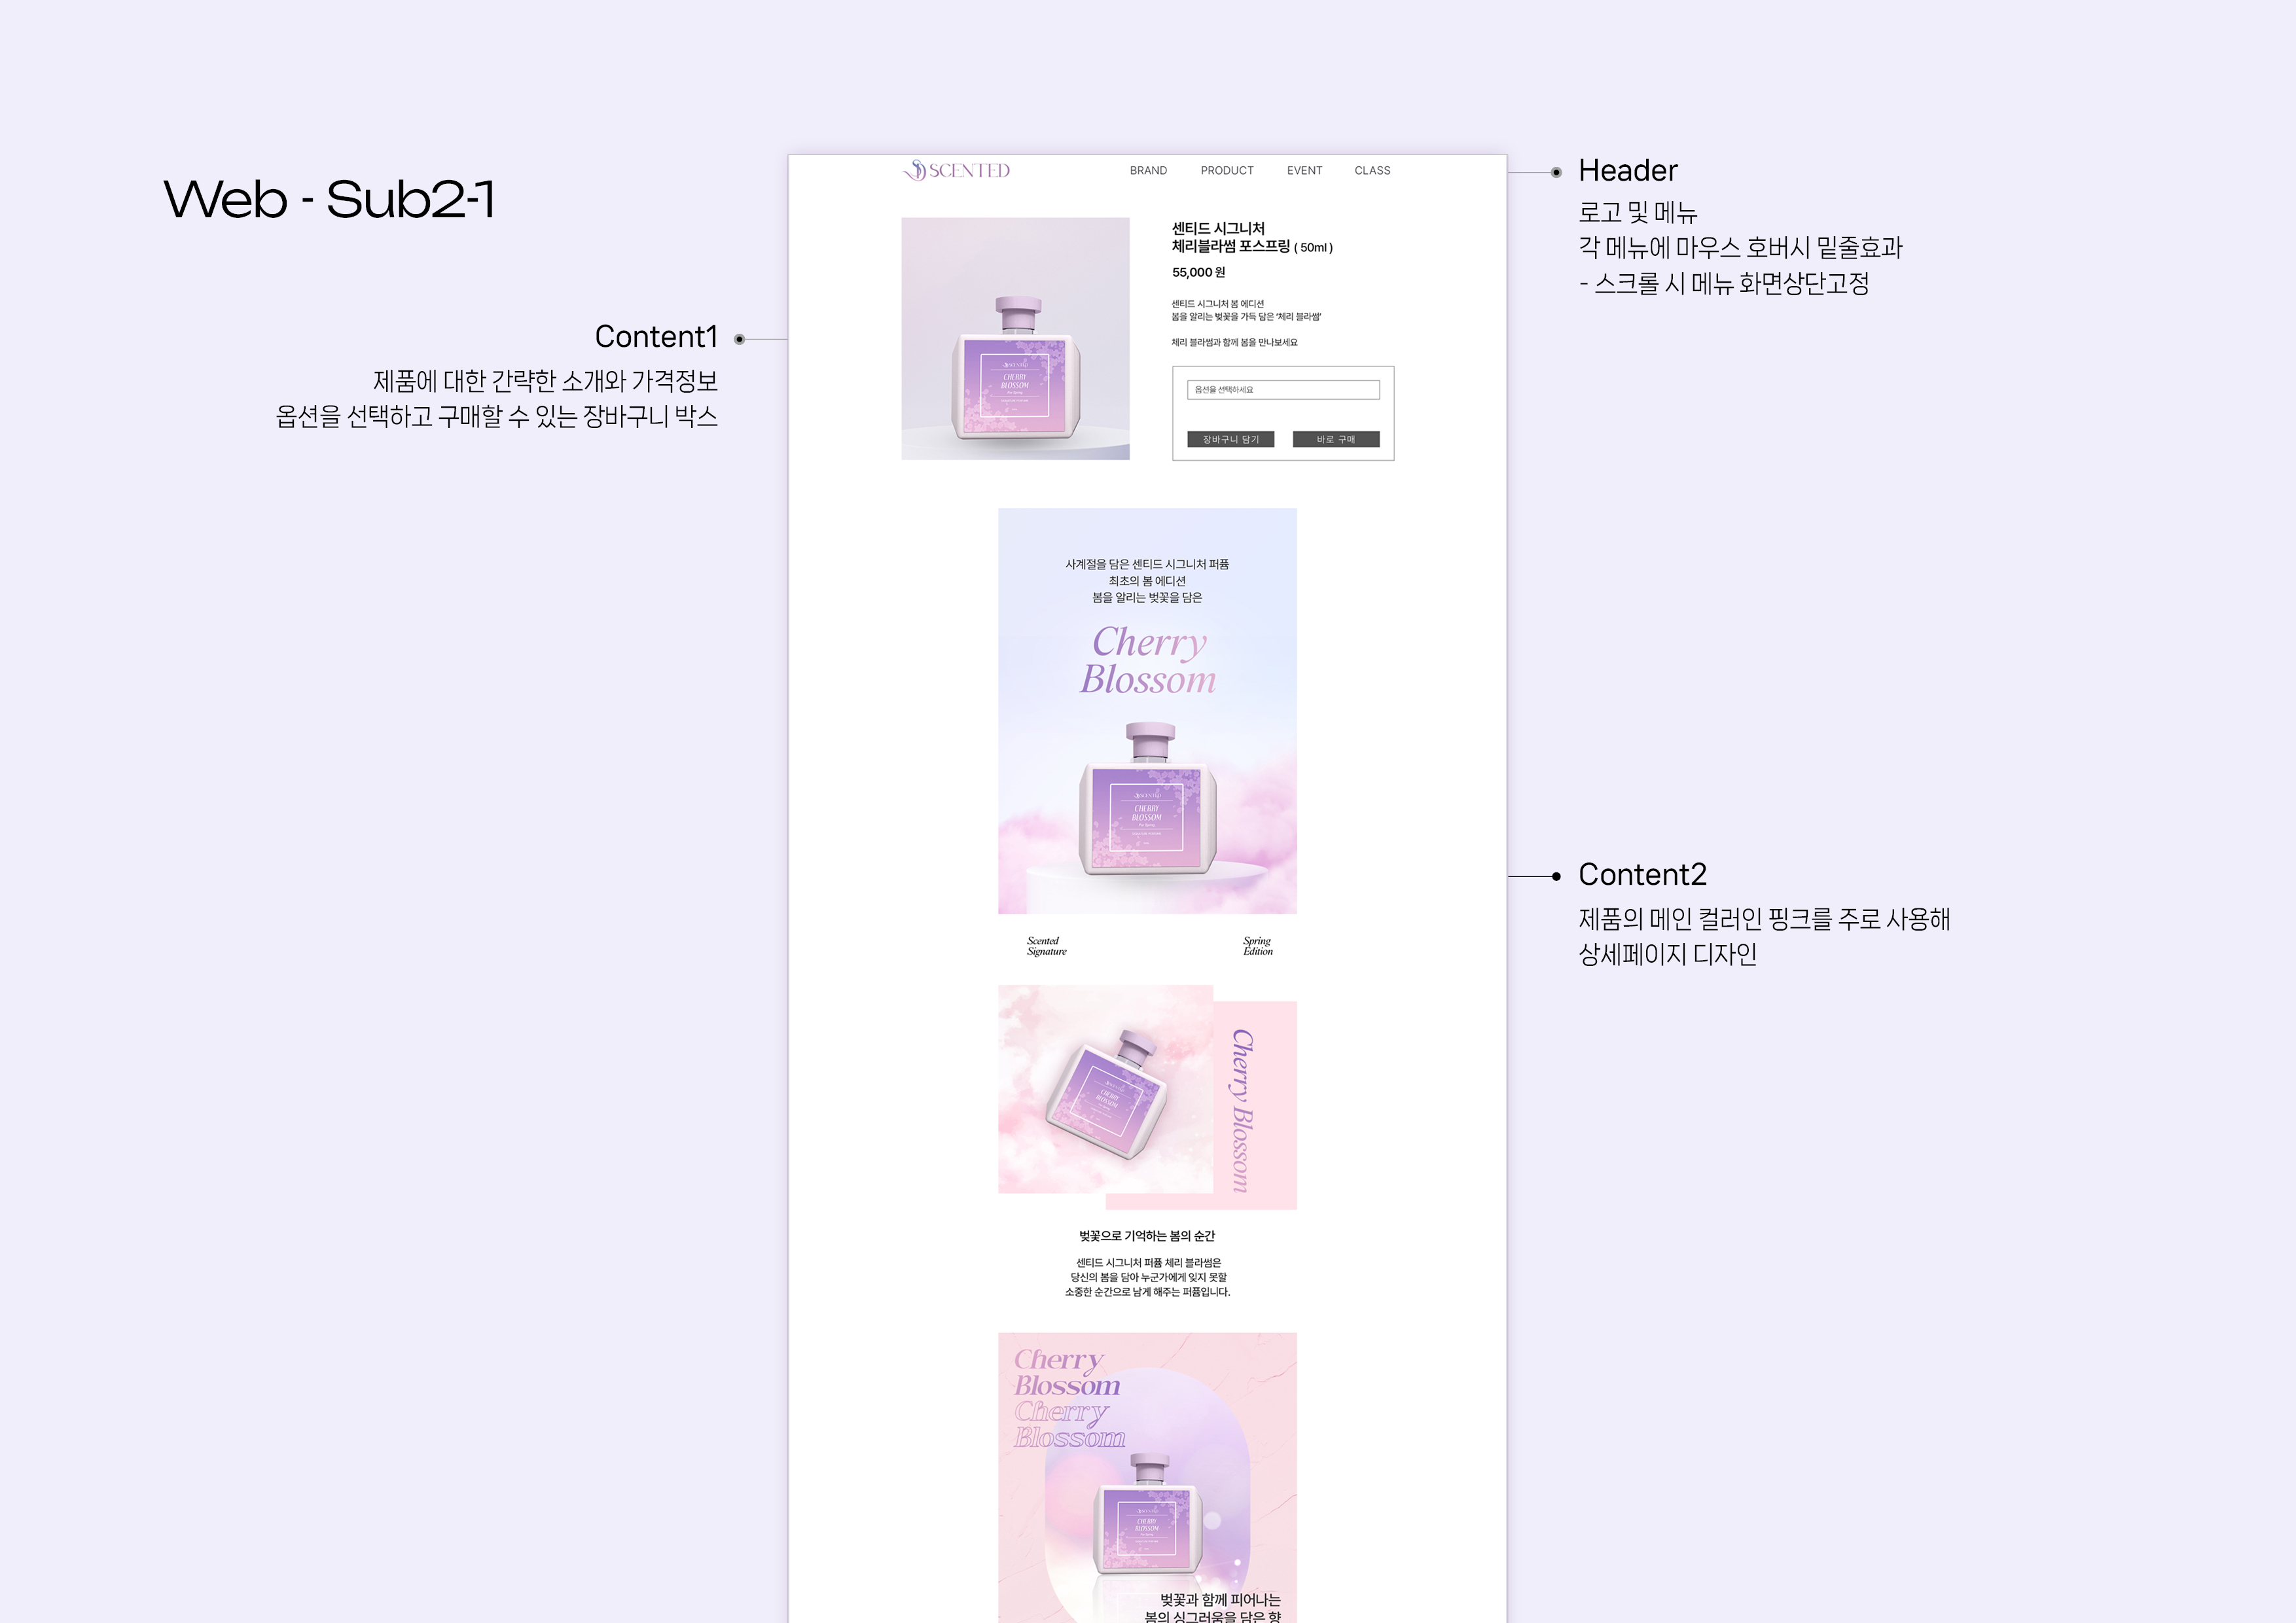 Web - Sub2-1
SCENTED
BRAND PRODUCT EVENT CLASS
Header
로고 및 메뉴
각 메뉴에 마우스 호버시 밑줄효과
- 스크롤 시 메뉴 화면상단고정
Content1
제품에 대한 간략한 소개와 가격정보
옵션을 선택하고 구매할 수 있는 장바구니 박스
SCENTED
CHERRY
BLOSSOM
센티드 시그니처
체리블라썸 포스프링 ( 50ml )
55,000 원
센티드 시그니처 봄 에디션
봄을 알리는 벚꽃을 가득 담은 ‘체리 블라썸’
체리 블라썸과 함께 봄을 만나보세요
옵션을 선택하세요
장바구니 담기 바로 구매
사계절을 담은 센티드 시그니처 퍼퓸
최초의 봄 에디션
봄을 알리는 벚꽃을 담은
Cherry
Blossom
SCENTED
CHERRY
BLOSSOM
For Spring
Content2
제품의 메인 컬러인 핑크를 주로 사용해
상세페이지 디자인
Scented
Signature
Spring
Edition
CHERRY
BLOSSOM
Cherry Blossom
벚꽃으로 기억하는 봄의 순간
센티드 시그니처 퍼퓸 체리 블라썸은
당신의 봄을 담아 누군가에게 잊지 못할
소중한 순간으로 남게 해주는 퍼퓸입니다.
Cherry
Blossom
Cherry
Blossom
SCENTED
CHERRY
BLOSSOM
벚꽃과 함께 피어나는
봄의 싱그러움을 담은 향